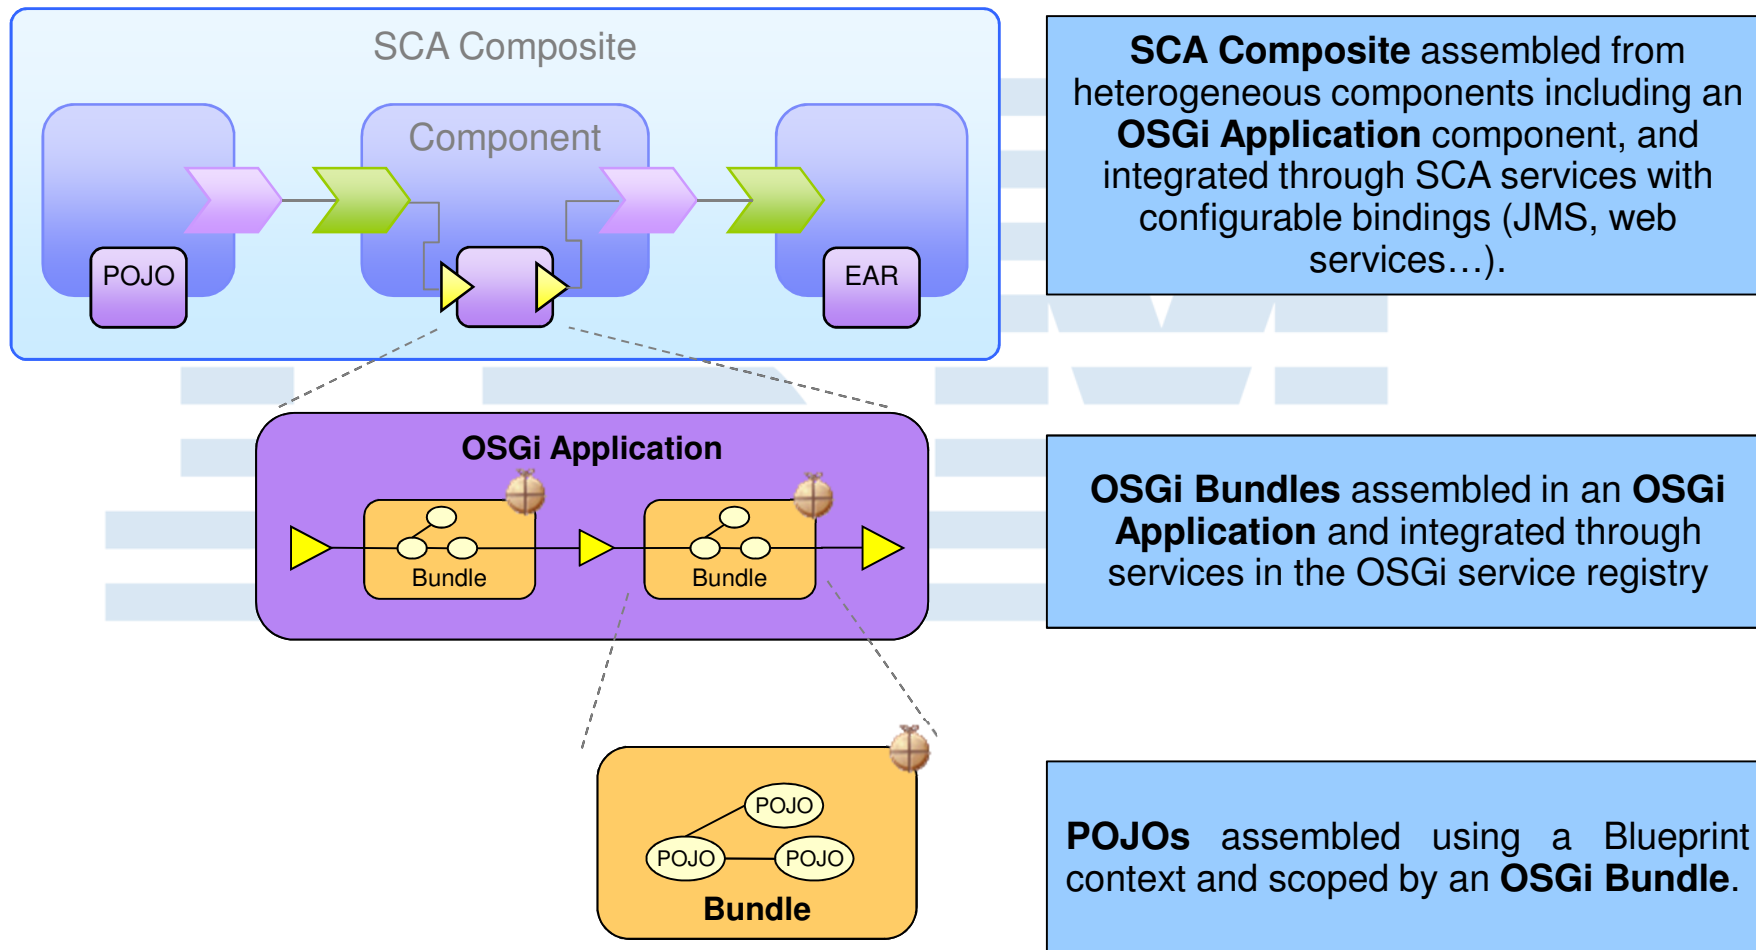 SCA Composite
Component
POJO
EAR
SCA Composite assembled from
heterogeneous components including an
OSGi Application component, and
integrated through SCA services with
configurable bindings (JMS, web
services…).
OSGi Application
Bundle
Bundle
OSGi Bundles assembled in an OSGi
Application and integrated through
services in the OSGi service registry
POJO
POJO
POJO
Bundle
POJOs assembled using a Blueprint
context and scoped by an OSGi Bundle.